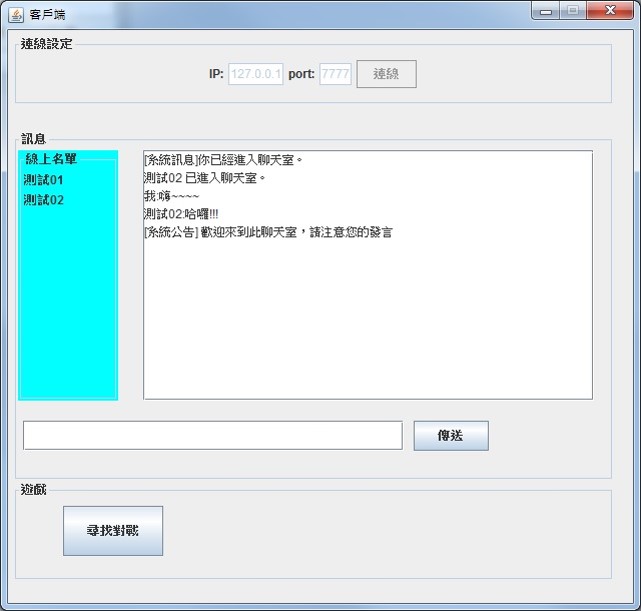 客戶端
連線設定
IP: 127.0.0.1 port: 7777 連線
訊息
線上名單
測試01
測試02
[系統訊息]你已經進入聊天室。
測試02 已進入聊天室。
我:嗨~~~~
測試02:哈囉!!!
[系統公告] 歡迎來到此聊天室，請注意您的發言
傳送
遊戲
尋找對戰